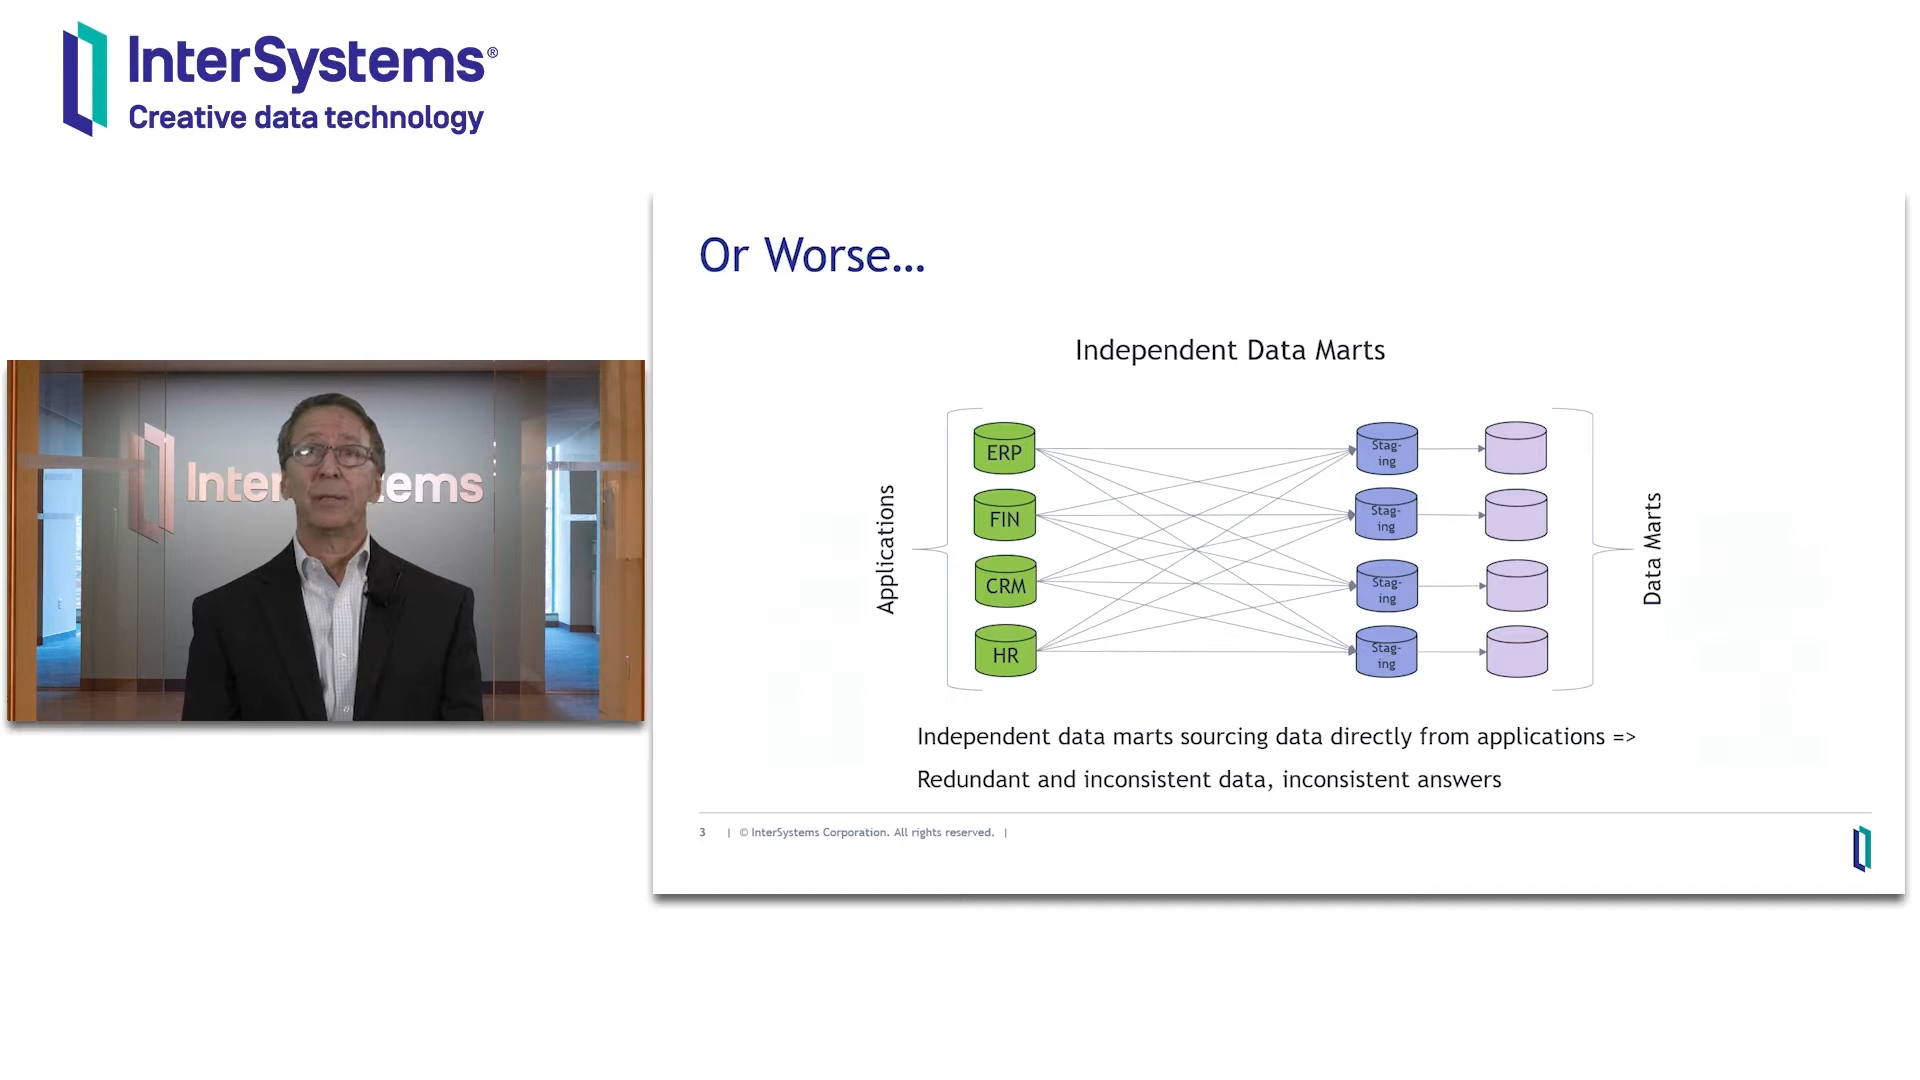 InterSystems®
Creative data technology
Inter ems
Or Worse...
Independent Data Marts
Applications
ERP
FIN
CRM
HR
Stag-
ing
Stag-
ing
Stag-
ing
Stag-
ing
Data Marts
Independent data marts sourcing data directly from applications =>
Redundant and inconsistent data, inconsistent answers
3 | © InterSystems Corporation. All rights reserved. |